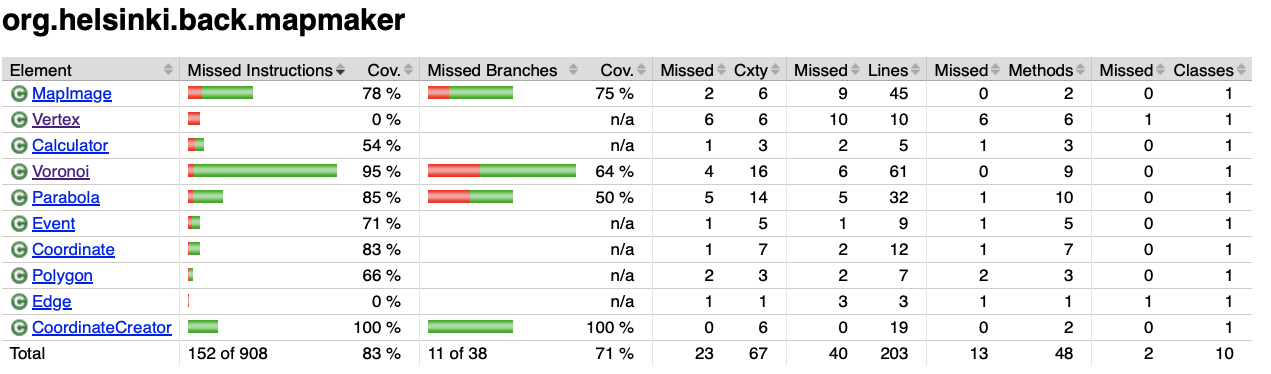 org.helsinki.back.mapmaker
Element Missed Instructions Cov. Missed Branches Cov. Missed Cxty Missed Lines Missed Methods Missed Classes
C MapImage 78 % 75 % 2 6 9 45 0 2 0 1
C Vertex 0 % n/a 6 6 10 10 6 6 1 1
C Calculator 54 % n/a 1 3 2 5 1 3 0 1
C Voronoi 95 % 64 % 4 16 6 61 0 9 0 1
C Parabola 85 % 50 % 5 14 5 32 1 10 0 1
C Event 71 % n/a 1 5 1 9 1 5 0 1
C Coordinate 83 % n/a 1 7 2 12 1 7 0 1
C Polygon 66 % n/a 2 3 2 7 2 3 0 1
C Edge 0 % n/a 1 1 3 3 1 1 1 1
C CoordinateCreator 100 % 100 % 0 6 0 19 0 2 0 1
Total 152 of 908 83 % 11 of 38 71 % 23 67 40 203 13 48 2 10